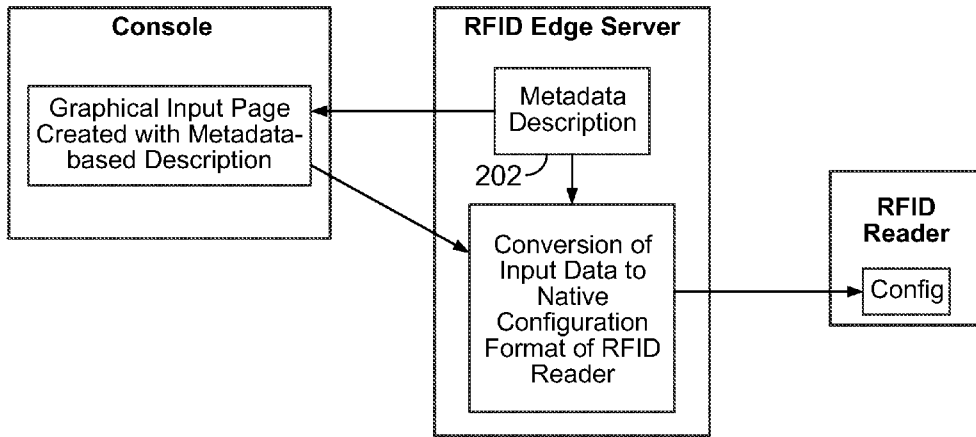 Console
Graphical Input Page
Created with Metadata-
based Description
RFID Edge Server
Metadata
Description
202
Conversion of
Input Data to
Native
Configuration
Format of RFID
Reader
RFID
Reader
Config